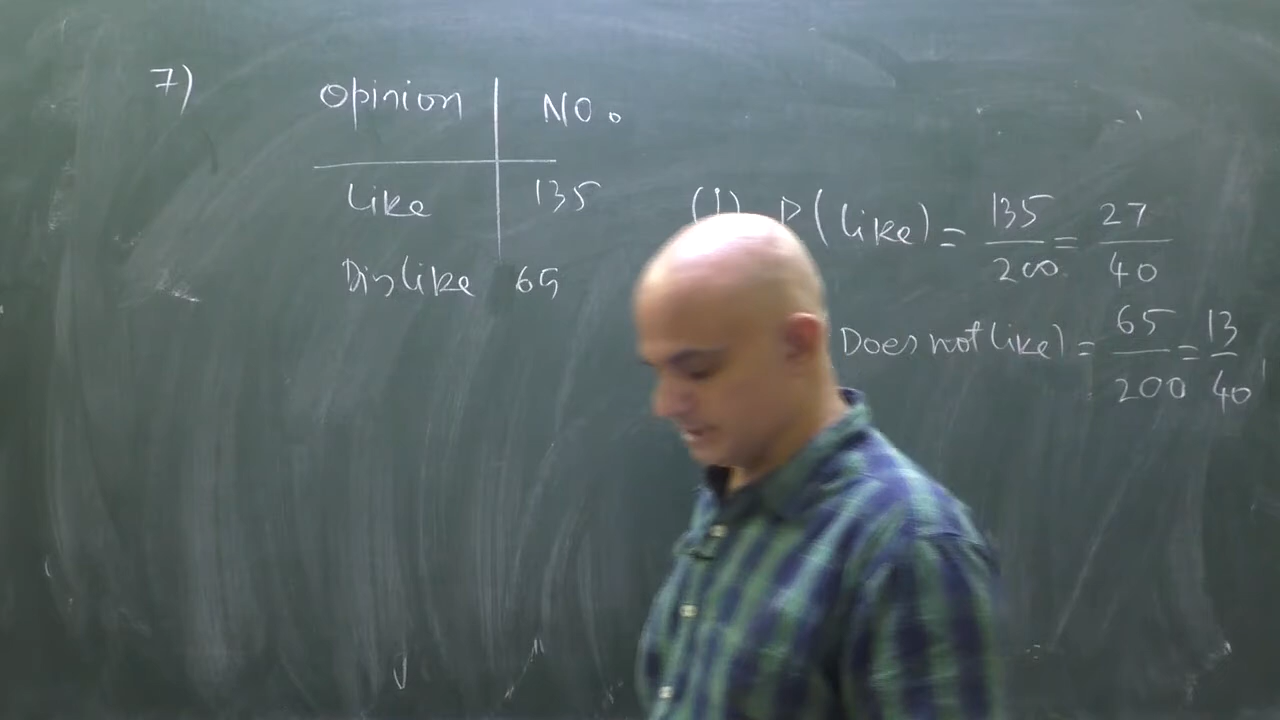 7)
Opinion NO.
Like 135
Dislike 65
(i) P(like) = 135/200 = 27/40
Does not like) = 65/200 = 13/40